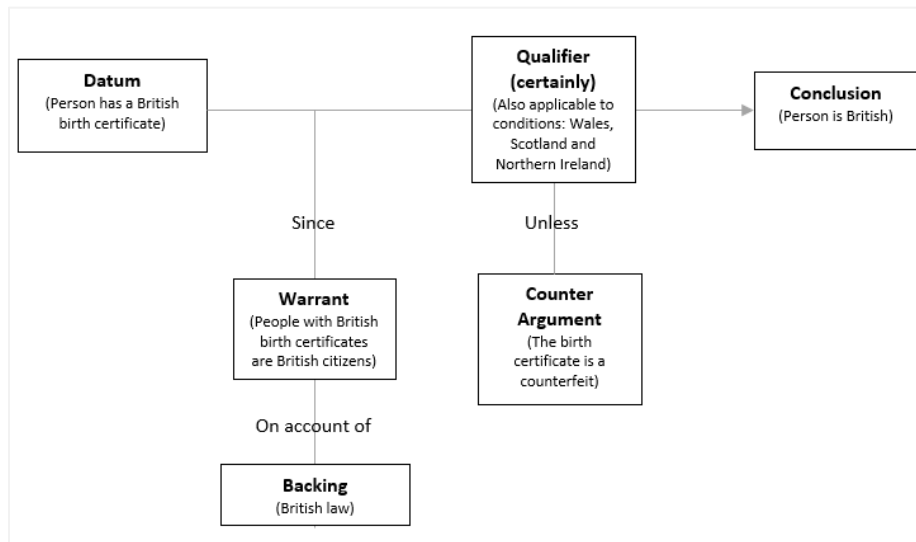 Datum
(Person has a British
birth certificate)
Qualifier
(certainly)
(Also applicable to
conditions: Wales,
Scotland and
Northern Ireland)
Conclusion
(Person is British)
Since
Unless
Warrant
(People with British
birth certificates
are British citizens)
Counter
Argument
(The birth
certificate is a
counterfeit)
On account of
Backing
(British law)